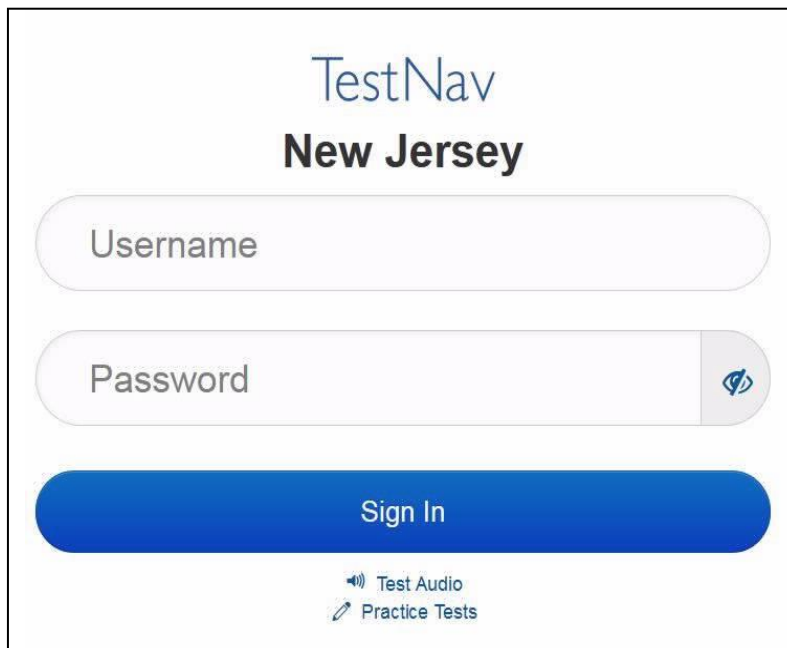 TestNav
New Jersey
Username
Password
Sign In
Test Audio
Practice Tests